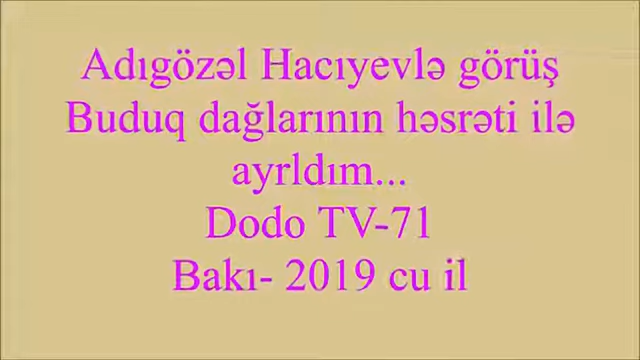 Adıgözəl Hacıyevlə görüş
Buduq dağlarının həsrəti ilə
ayrldım...
Dodo TV-71
Bakı- 2019 cu il